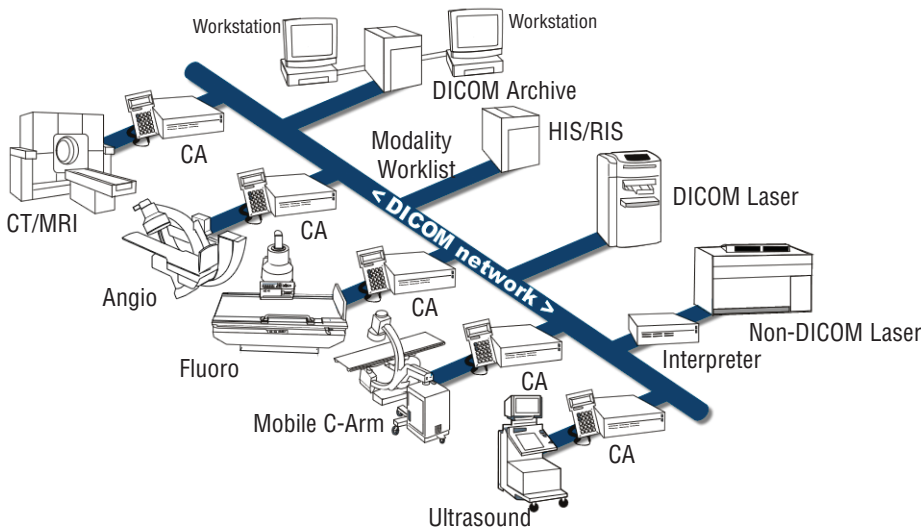 Workstation
Workstation
DICOM Archive
CA
Modality
Worklist
HIS/RIS
CT/MRI
CA
DICOM Laser
< DICOM network >
Angio
CA
Fluoro
Non-DICOM Laser
Interpreter
CA
Mobile C-Arm
CA
Ultrasound